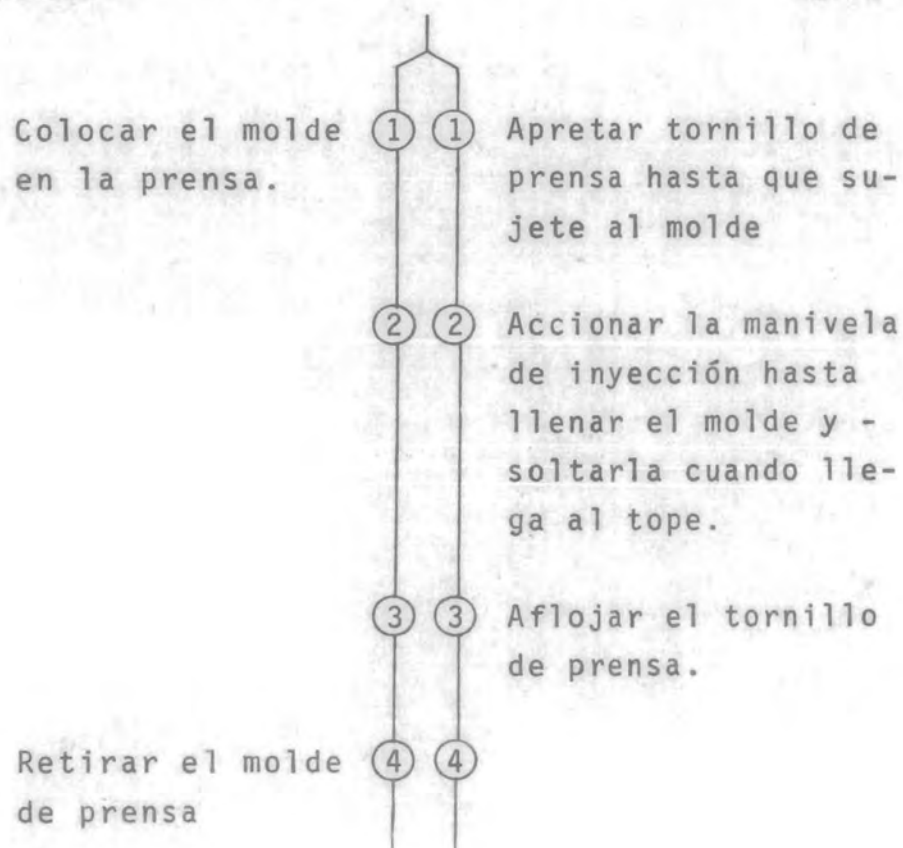 Colocar el molde
en la prensa.
1 1
Apretar tornillo de
prensa hasta que su-
jete al molde
2 2
Accionar la manivela
de inyección hasta
llenar el molde y -
soltarla cuando lle-
ga al tope.
3 3
Aflojar el tornillo
de prensa.
Retirar el molde
de prensa
4 4